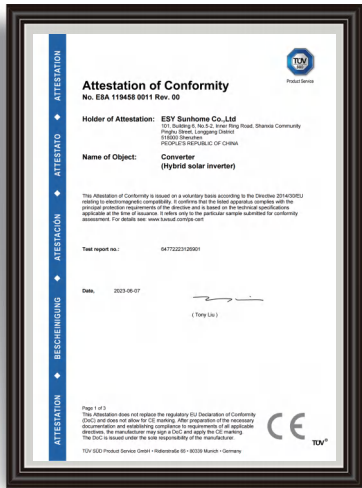 TÜV
SÜD
Product Service
Attestation of Conformity
No. E8A 119458 0011 Rev. 00
Holder of Attestation: ESY Sunhome Co.,Ltd
101, Building 6, No.5-2, Inner Ring Road, Shanxia Community
Pinghu Street, Longgang District
518000 Shenzhen
PEOPLE'S REPUBLIC OF CHINA
Name of Object: Converter
(Hybrid solar inverter)
This Attestation of Conformity is issued on a voluntary basis according to the Directive 2014/30/EU
relating to electromagnetic compatibility. It confirms that the listed apparatus complies with the
principal protection requirements of the directive and is based on the technical specifications
applicable at the time of issuance. It refers only to the particular sample submitted for conformity
assessment. For details see: www.tuvsud.com/ps-cert
Test report no.: 64772223126901
Date, 2023-06-07
( Tony Liu )
Page 1 of 3
This Attestation does not replace the regulatory EU Declaration of Conformity
(DoC) and does not allow for CE marking. After preparation of the necessary
documentation and establishing compliance to requirements of all applicable
directives, the manufacturer may sign a DoC and apply the CE marking.
The DoC is issued under the sole responsibility of the manufacturer.
CE
TÜV®
TÜV SÜD Product Service GmbH • Ridlerstraße 65 • 80339 Munich • Germany
ATTESTATION ◆ BESCHEINIGUNG ◆ ATESTACIÓN ◆ ATTESTATO ◆ ATTESTATION